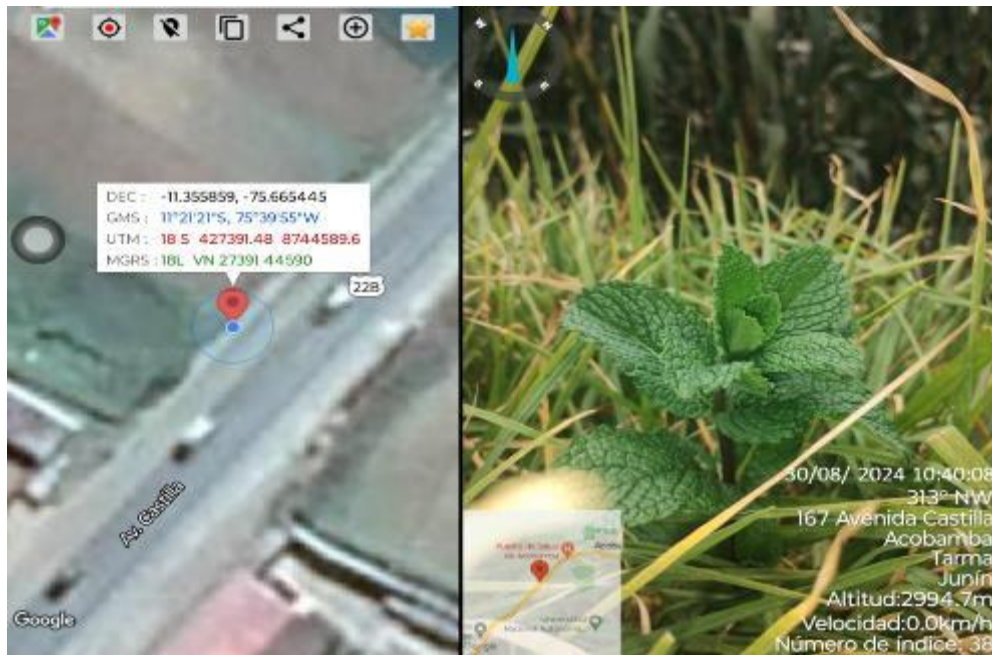 DEC : -11.355859, -75.665445
GMS : 11°21'21"S, 75°39'55"W
UTM : 18 S 427391.48 8744589.6
MGRS : 18L VN 27391 44590
22B
Av. Castilla
Google
30/08/ 2024 10:40:08
313° NW
167 Avenida Castilla
Acobamba
Tarma
Junín
Altitud:2994.7m
Velocidad:0.0km/h
Número de índice: 38